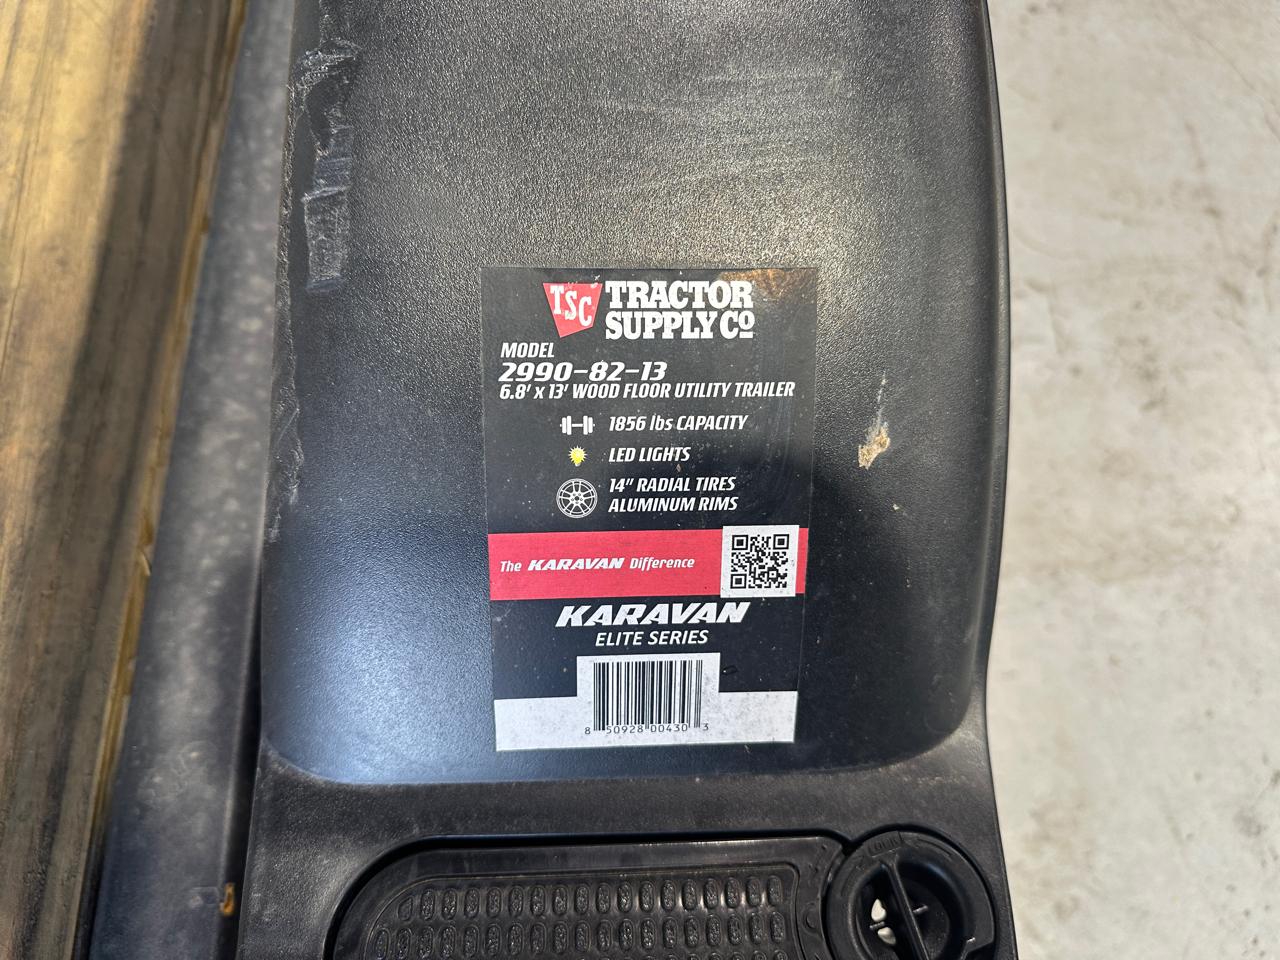 TSC TRACTOR
SUPPLY CO
MODEL
2990-82-13
6.8' X 13' WOOD FLOOR UTILITY TRAILER
1856 lbs CAPACITY
LED LIGHTS
14" RADIAL TIRES
ALUMINUM RIMS
The KARAVAN Difference
KARAVAN
ELITE SERIES
8 50928 00430 3